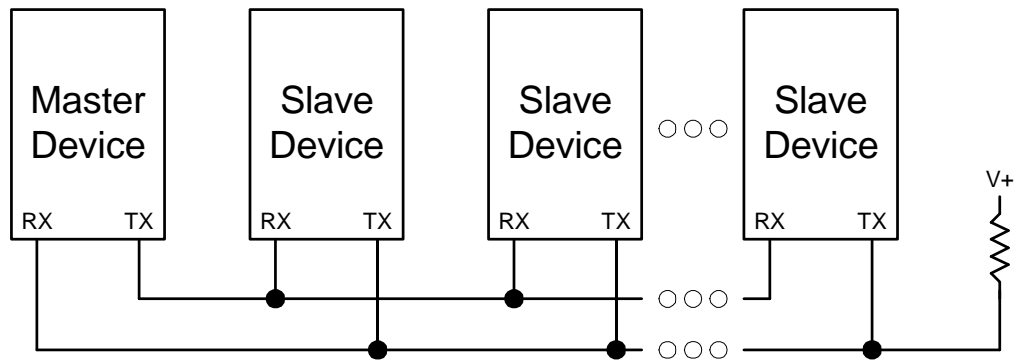 Master
Device
Slave
Device
Slave
Device
Slave
Device
V+
RX TX
RX TX
RX TX
RX TX